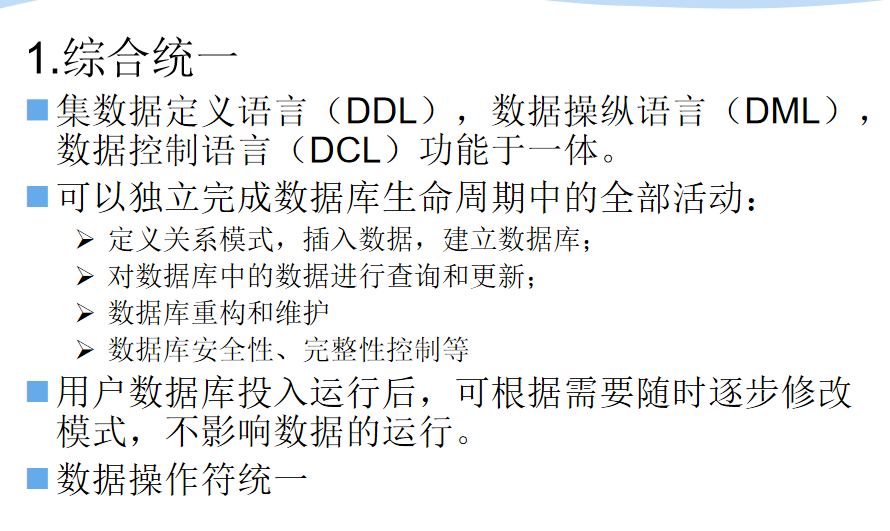 1.综合统一
集数据定义语言（DDL），数据操纵语言（DML），
数据控制语言（DCL）功能于一体。
可以独立完成数据库生命周期中的全部活动：
定义关系模式，插入数据，建立数据库；
对数据库中的数据进行查询和更新；
数据库重构和维护
数据库安全性、完整性控制等
用户数据库投入运行后，可根据需要随时逐步修改
模式，不影响数据的运行。
数据操作符统一